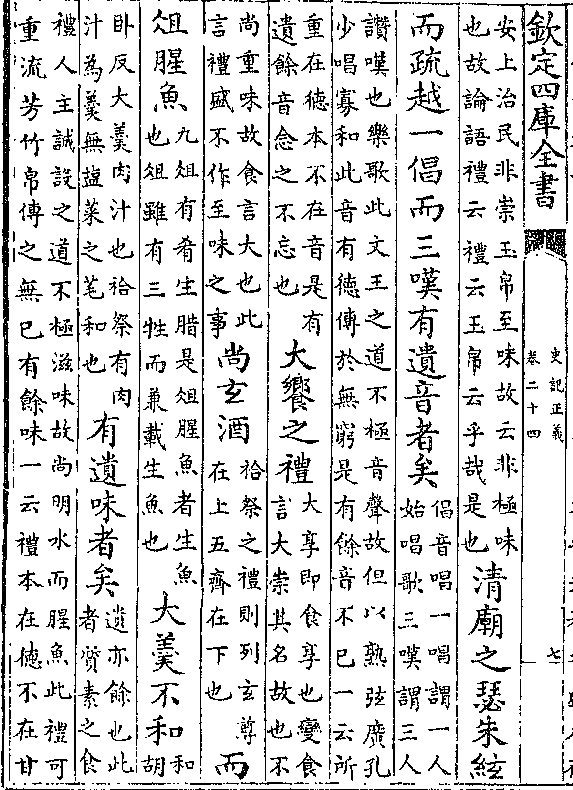 欽定四庫全書
史記正義
卷二十四
七
安上治民非崇玉帛至味故云非極味
也故論語禮云禮云玉帛云乎哉是也
清廟之瑟朱絃
而疏越一倡而三嘆有遺音者矣
倡音唱一唱謂一人
始唱歌三嘆謂三人
讚嘆也樂歌此文王之道不極音聲故但以熟弦廣孔
少唱寡和此音有德傳於無窮是有餘音不已一云所
重在德本不在音是有
遺餘音念之不忘也
大饗之禮
大享即食享也變食
言大崇其名故也不
尚重味故食言大也此
言禮盛不作至味之事
尚玄酒
祫祭之禮則列玄尊
在上五齊在下也
而
俎腥魚
九俎有肴生腊是俎腥魚者生魚
也俎雖有三牲而兼載生魚也
大羮不和
和
胡
卧反大羮肉汁也祫祭有肉
汁為羮無鹽菜之芼和也
有遺味者矣
遺亦餘也此
者質素之食
禮人主誠設之道不極滋味故尚明水而腥魚此禮可
重流芳竹帛傳之無已有餘味一云禮本在德不在甘